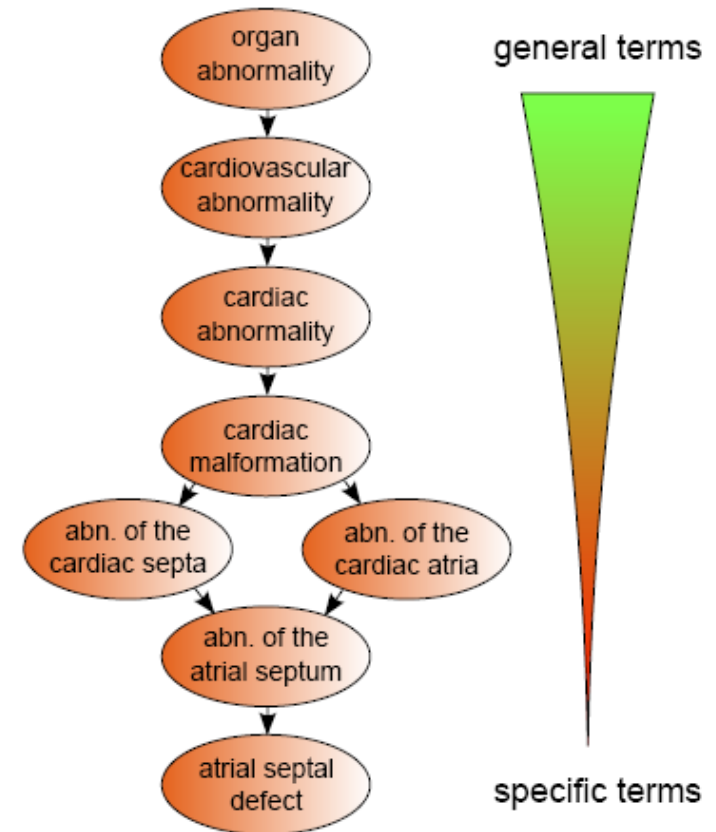 organ
abnormality
general terms
cardiovascular
abnormality
cardiac
abnormality
cardiac
malformation
abn. of the
cardiac septa
abn. of the
cardiac atria
abn. of the
atrial septum
atrial septal
defect
specific terms